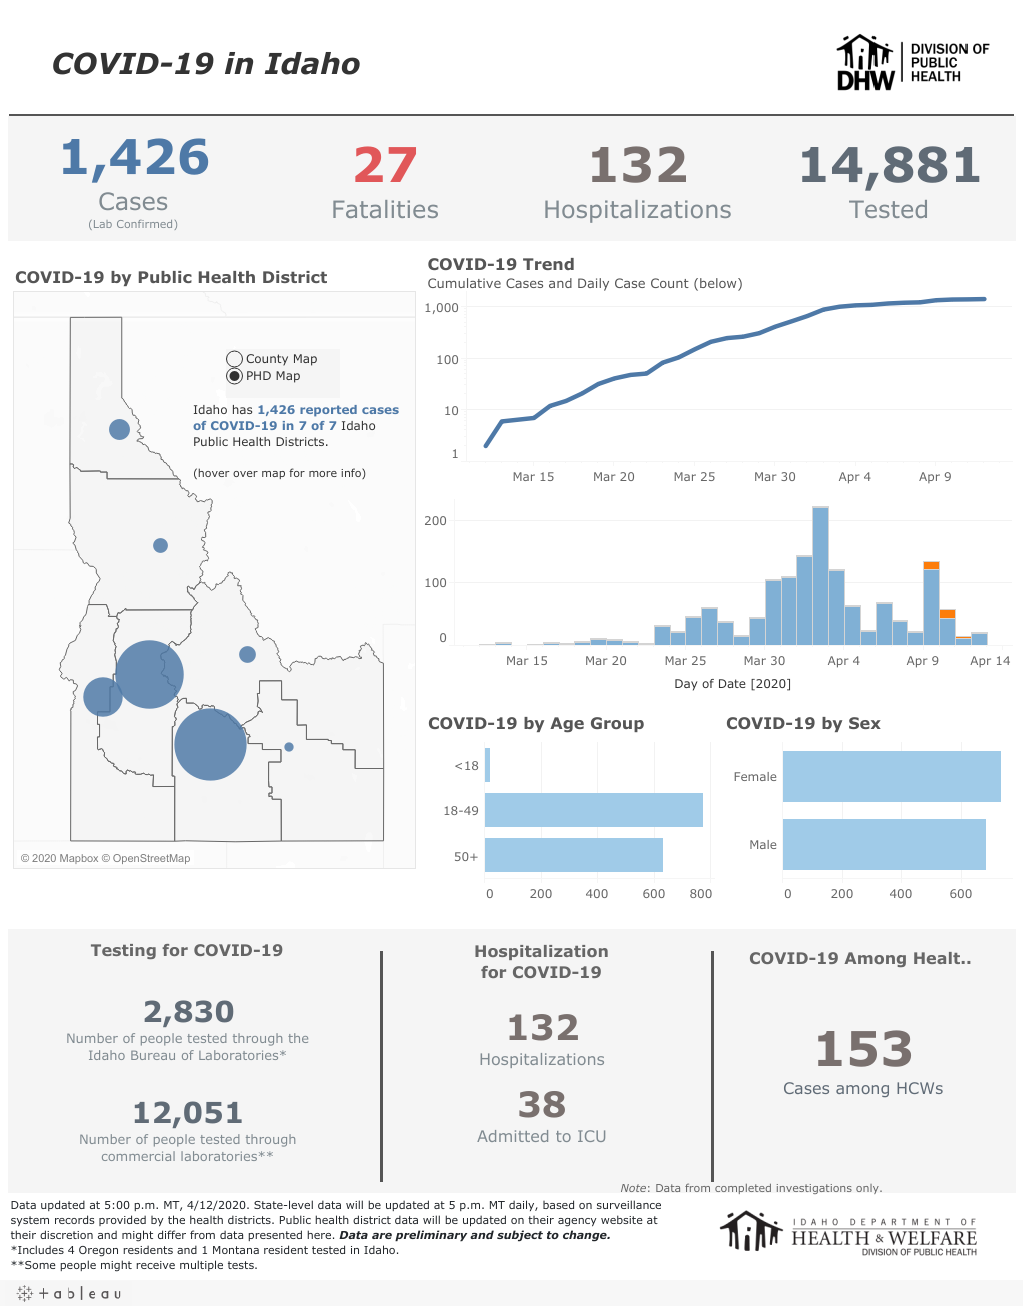 COVID-19 in Idaho
DHW
DIVISION OF
PUBLIC
HEALTH
1,426
Cases
(Lab Confirmed)
27
Fatalities
132
Hospitalizations
14,881
Tested
COVID-19 by Public Health District
County Map
PHD Map
Idaho has 1,426 reported cases
of COVID-19 in 7 of 7 Idaho
Public Health Districts.
(hover over map for more info)
© 2020 Mapbox © OpenStreetMap
COVID-19 Trend
Cumulative Cases and Daily Case Count (below)
1,000
100
10
1
Mar 15 Mar 20 Mar 25 Mar 30 Apr 4 Apr 9
200
100
0
Mar 15 Mar 20 Mar 25 Mar 30 Apr 4 Apr 9 Apr 14
Day of Date [2020]
COVID-19 by Age Group
<18
18-49
50+
0 200 400 600 800
COVID-19 by Sex
Female
Male
0 200 400 600
Testing for COVID-19
2,830
Number of people tested through the
Idaho Bureau of Laboratories*
12,051
Number of people tested through
commercial laboratories**
Hospitalization
for COVID-19
132
Hospitalizations
38
Admitted to ICU
COVID-19 Among Healt..
153
Cases among HCWs
Note: Data from completed investigations only.
Data updated at 5:00 p.m. MT, 4/12/2020. State-level data will be updated at 5 p.m. MT daily, based on surveillance
system records provided by the health districts. Public health district data will be updated on their agency website at
their discretion and might differ from data presented here. Data are preliminary and subject to change.
*Includes 4 Oregon residents and 1 Montana resident tested in Idaho.
**Some people might receive multiple tests.
IDAHO DEPARTMENT OF
HEALTH & WELFARE
DIVISION OF PUBLIC HEALTH
+ableau